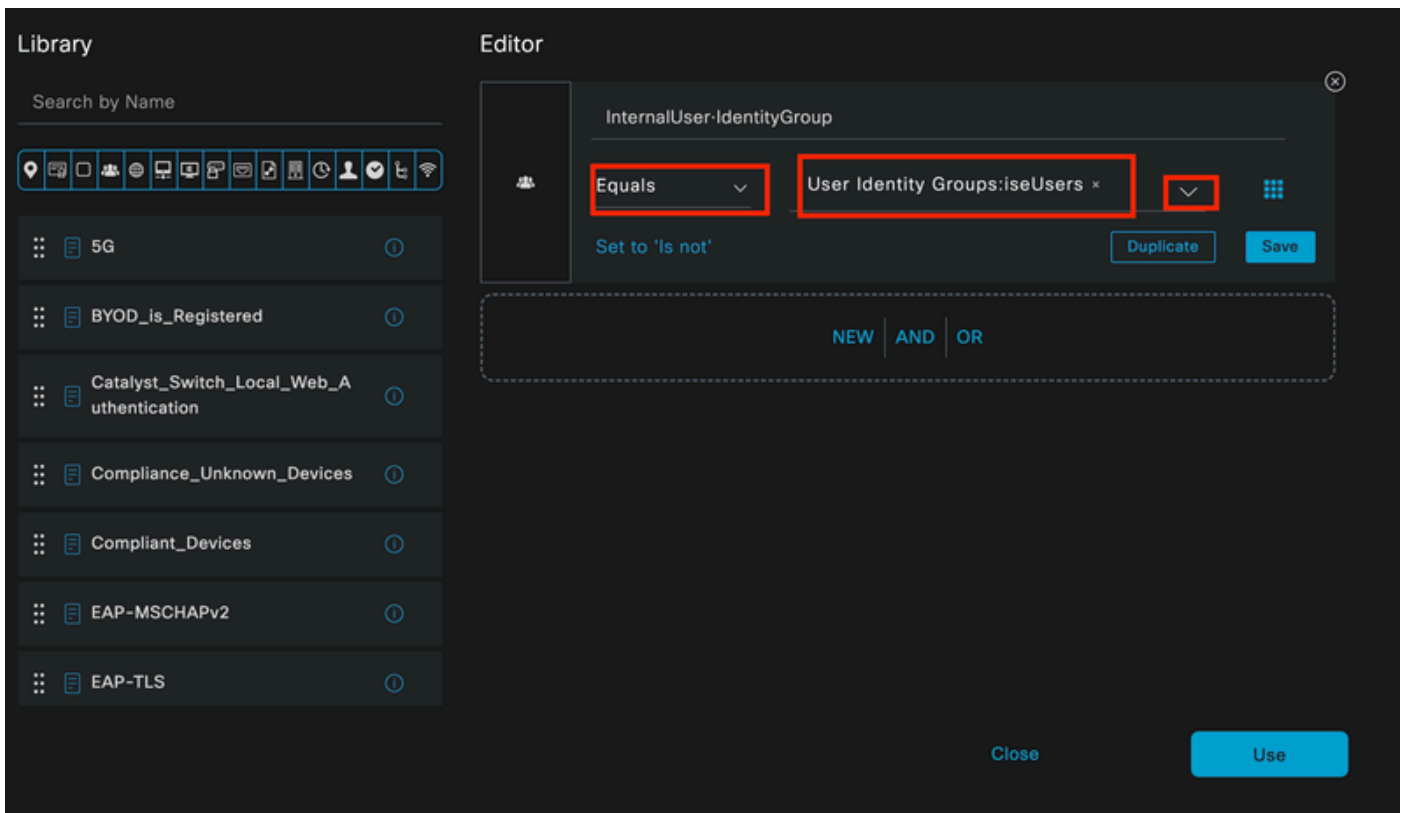 Library
Search by Name
5G
BYOD_is_Registered
Catalyst_Switch_Local_Web_A
uthentication
Compliance_Unknown_Devices
Compliant_Devices
EAP-MSCHAPv2
EAP-TLS
Editor
InternalUser·IdentityGroup
Equals
User Identity Groups:iseUsers ×
Set to 'Is not'
Duplicate
Save
NEW AND OR
Close
Use